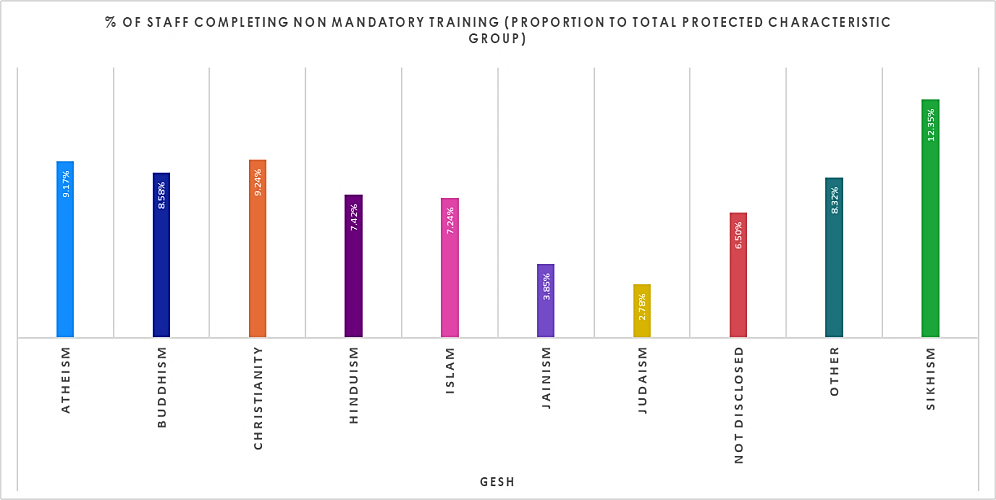 % OF STAFF COMPLETING NON MANDATORY TRAINING (PROPORTION TO TOTAL PROTECTED CHARACTERISTIC
GROUP)
9.17%
8.58%
9.24%
7.42%
7.24%
3.85%
2.78%
6.50%
8.32%
12.35%
ATHEISM
BUDDHISM
CHRISTIANITY
HINDUISM
ISLAM
JAINISM
JUDAISM
NOT DISCLOSED
OTHER
SIKHISM
GESH